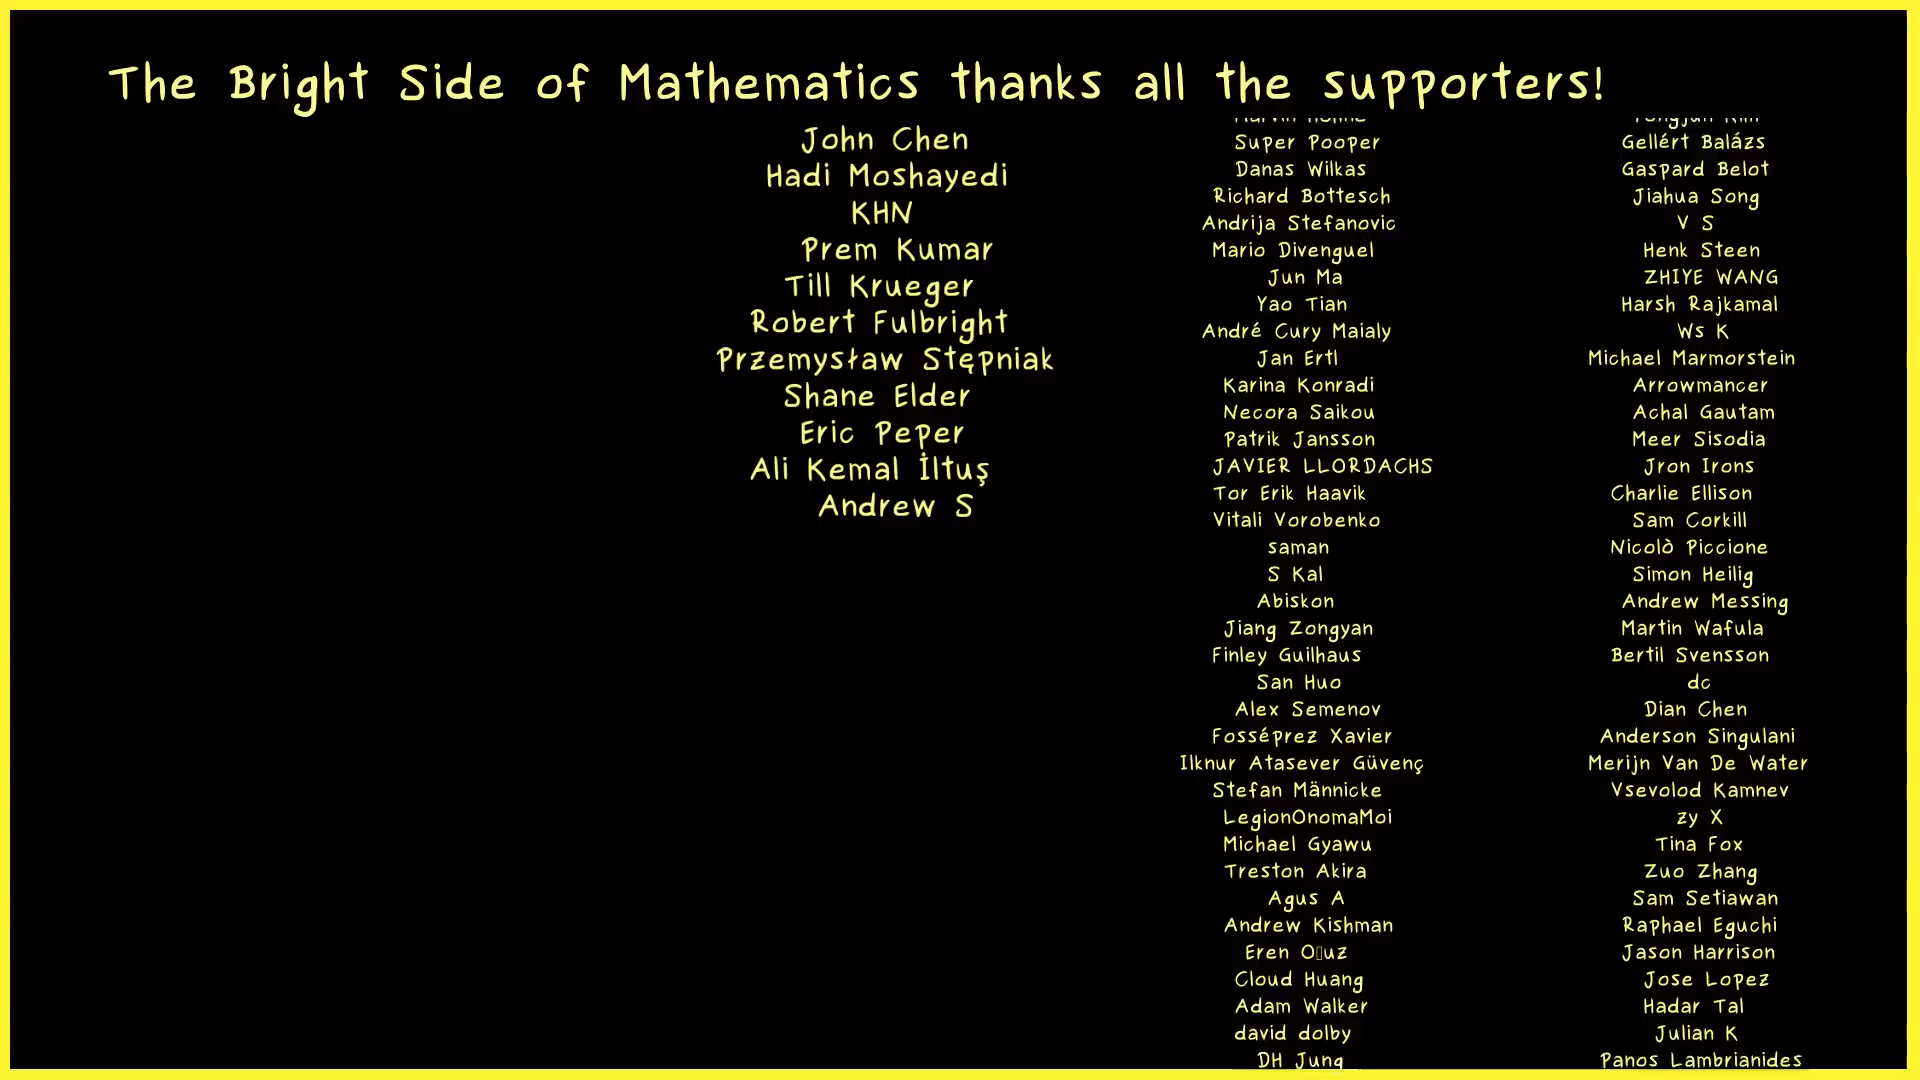 The Bright Side of Mathematics thanks all the supporters!
John Chen
Hadi Moshayedi
KHN
Prem Kumar
Till Krueger
Robert Fulbright
Przemysław Stępniak
Shane Elder
Eric Peper
Ali Kemal İltuş
Andrew S
Super Pooper
Danas Wilkas
Richard Bottesch
Andrija Stefanovic
Mario Divenguel
Jun Ma
Yao Tian
André Cury Maialy
Jan Ertl
Karina Konradi
Necora Saikou
Patrik Jansson
JAVIER LLORDACHS
Tor Erik Haavik
Vitali Vorobenko
saman
S Kal
Abiskon
Jiang Zongyan
Finley Guilhaus
San Huo
Alex Semenov
Fosséprez Xavier
Ilknur Atasever Güvenç
Stefan Männicke
LegionOnomaMoi
Michael Gyawu
Treston Akira
Agus A
Andrew Kishman
Eren O▯uz
Cloud Huang
Adam Walker
david dolby
DH Jung
Gellért Balázs
Gaspard Belot
Jiahua Song
V S
Henk Steen
ZHIYE WANG
Harsh Rajkamal
Ws K
Michael Marmorstein
Arrowmancer
Achal Gautam
Meer Sisodia
Jron Irons
Charlie Ellison
Sam Corkill
Nicolò Piccione
Simon Heilig
Andrew Messing
Martin Wafula
Bertil Svensson
dc
Dian Chen
Anderson Singulani
Merijn Van De Water
Vsevolod Kamnev
zy X
Tina Fox
Zuo Zhang
Sam Setiawan
Raphael Eguchi
Jason Harrison
Jose Lopez
Hadar Tal
Julian K
Panos Lambrianides